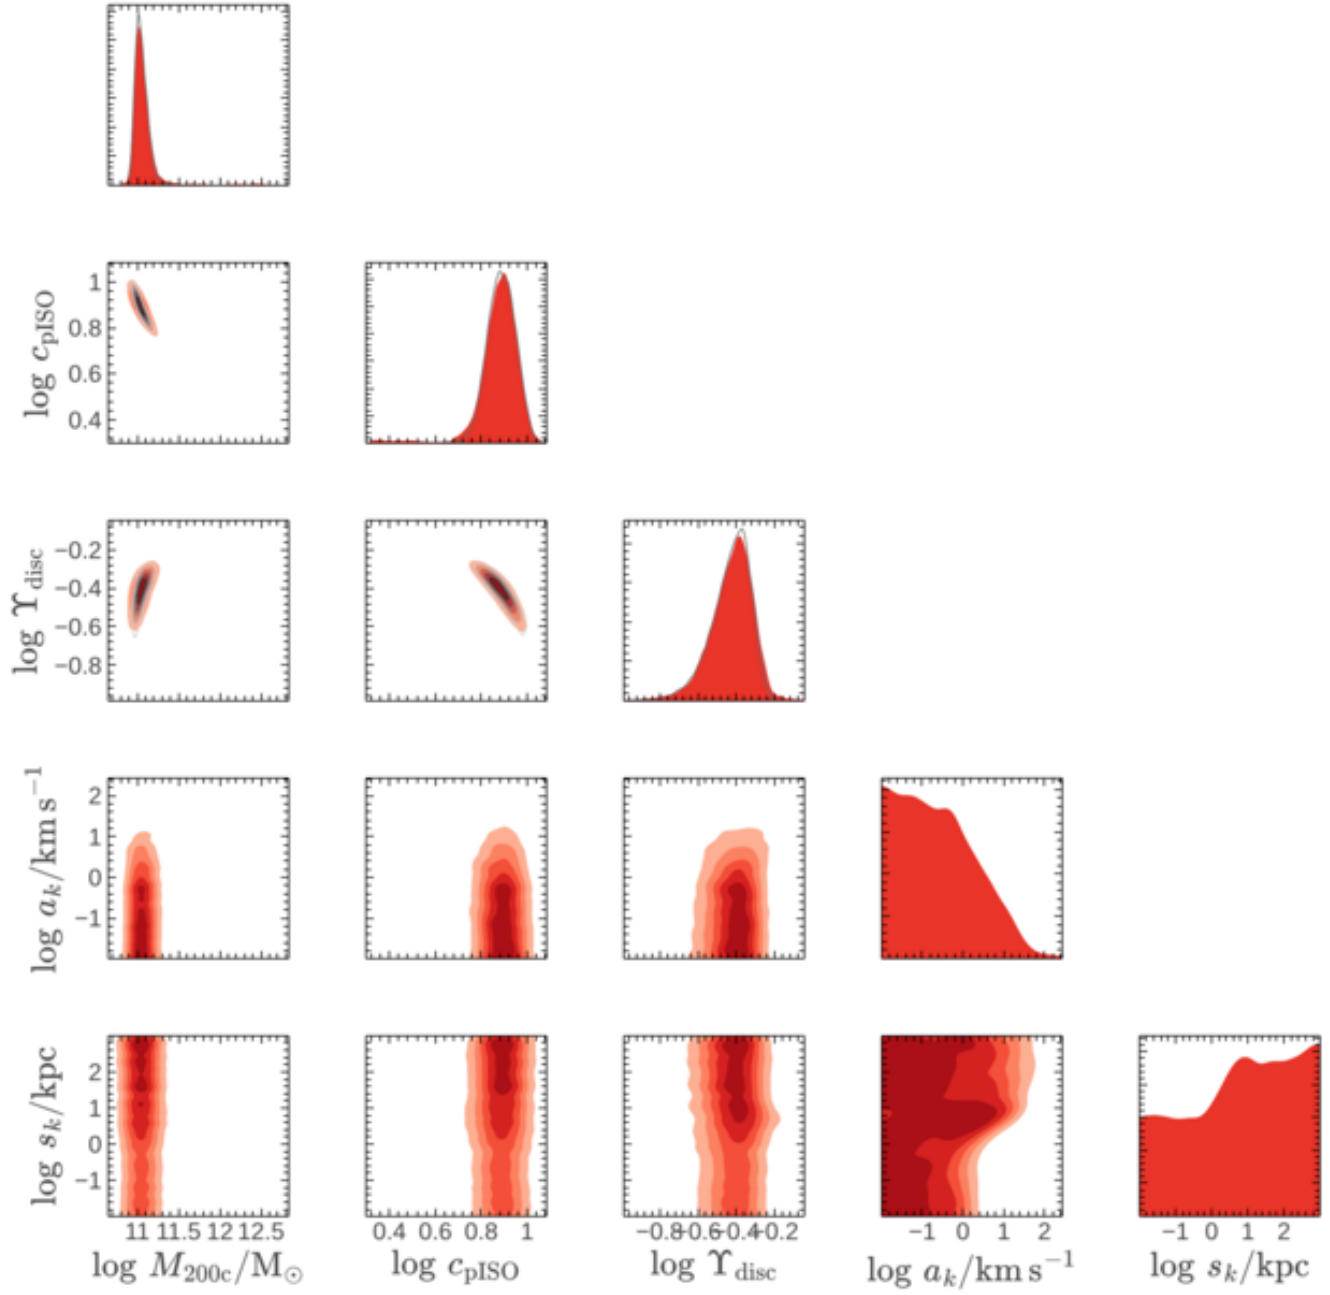 1
0.8
0.6
0.4
log c_pISO
−0.2
−0.4
−0.6
−0.8
log ϒ_disc
2
1
0
−1
log a_k/km s⁻¹
2
1
0
−1
log s_k/kpc
11 11.5 12 12.5
0.4 0.6 0.8 1
−0.8 −0.6 −0.4 −0.2
−1 0 1 2
−1 0 1 2
log M_200c/M_⊙
log c_pISO
log ϒ_disc
log a_k/km s⁻¹
log s_k/kpc